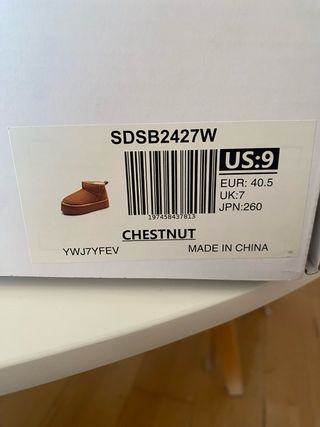 SDSB2427W
US:9
EUR: 40.5
UK:7
JPN:260
197458437813
CHESTNUT
YWJ7YFEV MADE IN CHINA